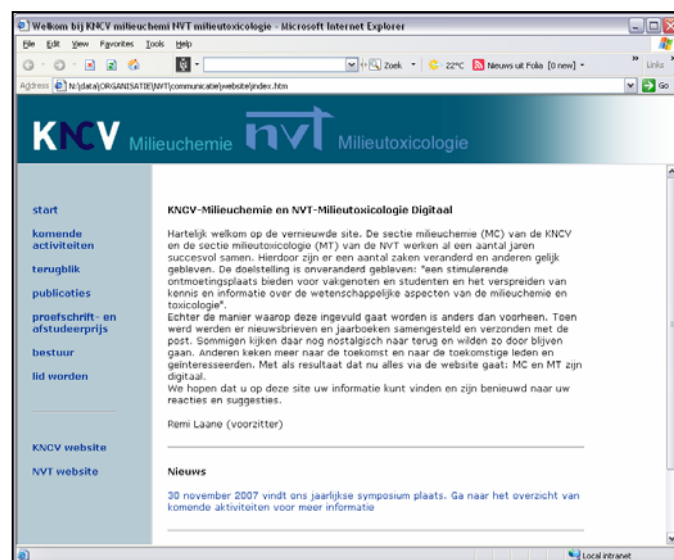 Welkom bij KNCV milieuchemi NVT milieutoxicologie - Microsoft Internet Explorer
File Edit View Favorites Tools Help
Zoek 22°C Nieuws uit Folia [0 new] Links
Address N:\data\ORGANISATIE\NVT\communicatie\website\index.htm Go
KNCV Milieuchemie nvt Milieutoxicologie
start
komende
activiteiten
terugblik
publicaties
proefschrift- en
afstudeerprijs
bestuur
lid worden
KNCV website
NVT website
KNCV-Milieuchemie en NVT-Milieutoxicologie Digitaal
Hartelijk welkom op de vernieuwde site. De sectie milieuchemie (MC) van de KNCV
en de sectie milieutoxicologie (MT) van de NVT werken al een aantal jaren
succesvol samen. Hierdoor zijn er een aantal zaken veranderd en anderen gelijk
gebleven. De doelstelling is onveranderd gebleven: "een stimulerende
ontmoetingsplaats bieden voor vakgenoten en studenten en het verspreiden van
kennis en informatie over de wetenschappelijke aspecten van de milieuchemie en
toxicologie".
Echter de manier waarop deze ingevuld gaat worden is anders dan voorheen. Toen
werd werden er nieuwsbrieven en jaarboeken samengesteld en verzonden met de
post. Sommigen kijken daar nog nostalgisch naar terug en wilden zo door blijven
gaan. Anderen keken meer naar de toekomst en naar de toekomstige leden en
geïnteresseerden. Met als resultaat dat nu alles via de website gaat: MC en MT zijn
digitaal.
We hopen dat u op deze site uw informatie kunt vinden en zijn benieuwd naar uw
reacties en suggesties.
Remi Laane (voorzitter)
Nieuws
30 november 2007 vindt ons jaarlijkse symposium plaats. Ga naar het overzicht van
komende aktiviteiten voor meer informatie
Local intranet